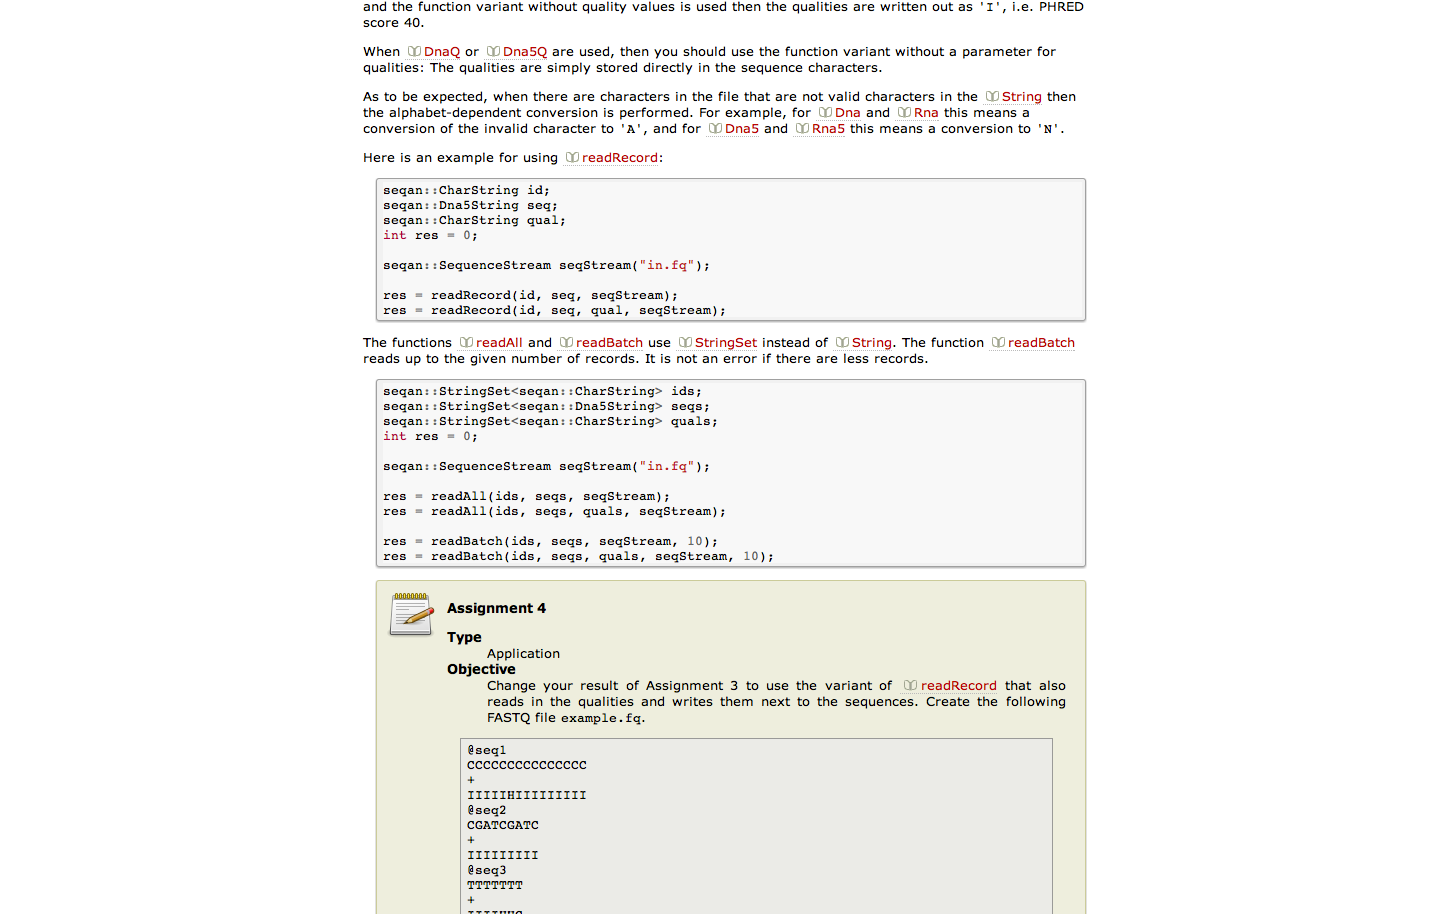 and the function variant without quality values is used then the qualities are written out as 'I', i.e. PHRED
score 40.
When DnaQ or Dna5Q are used, then you should use the function variant without a parameter for
qualities: The qualities are simply stored directly in the sequence characters.
As to be expected, when there are characters in the file that are not valid characters in the String then
the alphabet-dependent conversion is performed. For example, for Dna and Rna this means a
conversion of the invalid character to 'A', and for Dna5 and Rna5 this means a conversion to 'N'.
Here is an example for using readRecord:
seqan::CharString id;
seqan::Dna5String seq;
seqan::CharString qual;
int res = 0;
seqan::SequenceStream seqStream("in.fq");
res = readRecord(id, seq, seqStream);
res = readRecord(id, seq, qual, seqStream);
The functions readAll and readBatch use StringSet instead of String. The function readBatch
reads up to the given number of records. It is not an error if there are less records.
seqan::StringSet<seqan::CharString> ids;
seqan::StringSet<seqan::Dna5String> seqs;
seqan::StringSet<seqan::CharString> quals;
int res = 0;
seqan::SequenceStream seqStream("in.fq");
res = readAll(ids, seqs, seqStream);
res = readAll(ids, seqs, quals, seqStream);
res = readBatch(ids, seqs, seqStream, 10);
res = readBatch(ids, seqs, quals, seqStream, 10);
Assignment 4
Type
Application
Objective
Change your result of Assignment 3 to use the variant of readRecord that also
reads in the qualities and writes them next to the sequences. Create the following
FASTQ file example.fq.
@seq1
CCCCCCCCCCCCCCC
+
IIIIIHIIIIIIIII
@seq2
CGATCGATC
+
IIIIIIIII
@seq3
TTTTTTT
+